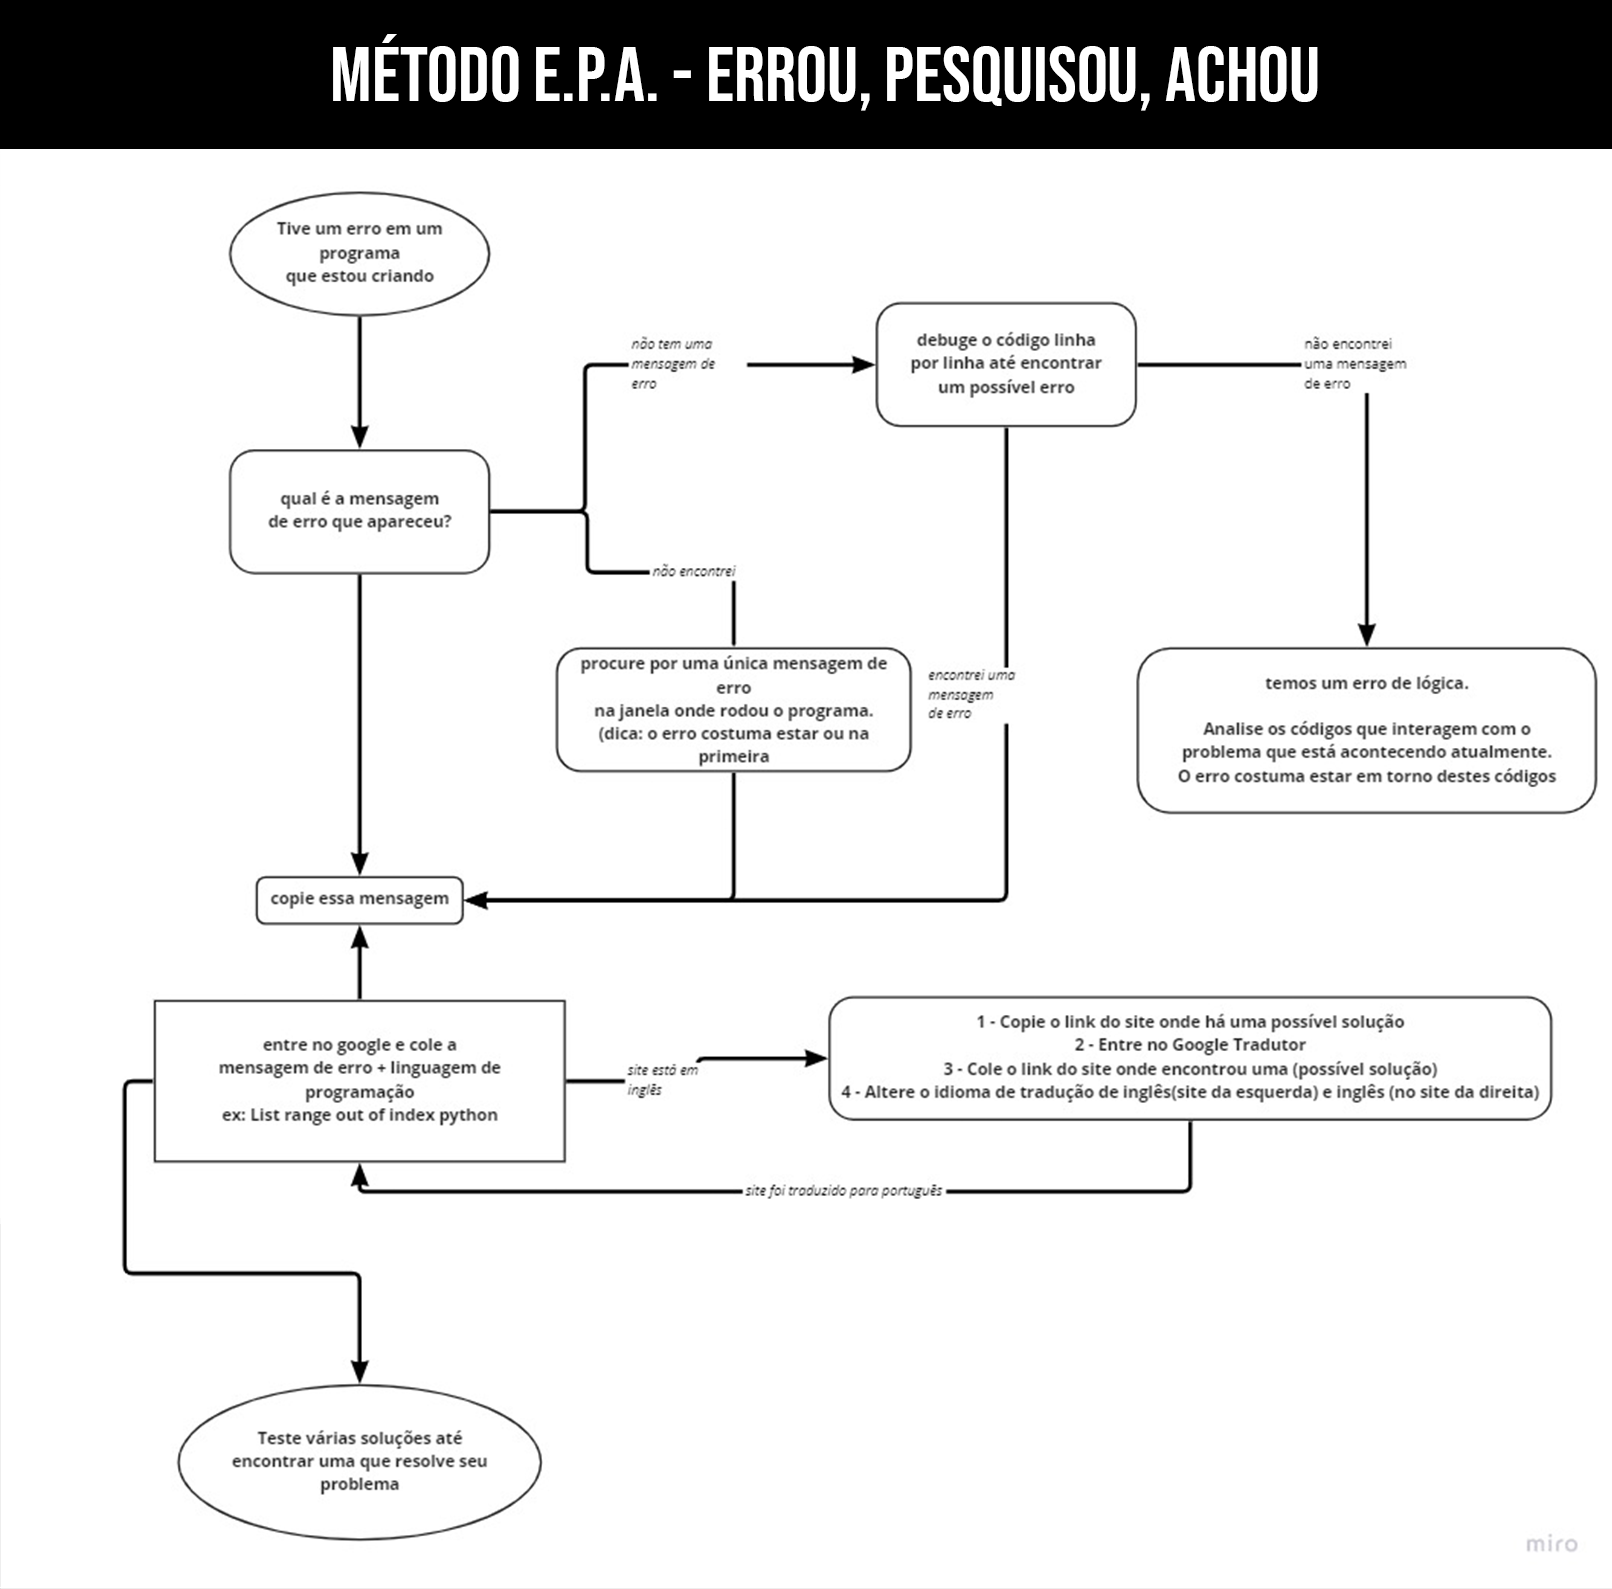 MÉTODO E.P.A. - ERROU, PESQUISOU, ACHOU
Tive um erro em um
programa
que estou criando
não tem uma
mensagem de
erro
debuge o código linha
por linha até encontrar
um possível erro
não encontrei
uma mensagem
de erro
qual é a mensagem
de erro que apareceu?
não encontrei
procure por uma única mensagem de
erro
na janela onde rodou o programa.
(dica: o erro costuma estar ou na
primeira
encontrei uma
mensagem
de erro
temos um erro de lógica.
Analise os códigos que interagem com o
problema que está acontecendo atualmente.
O erro costuma estar em torno destes códigos
copie essa mensagem
entre no google e cole a
mensagem de erro + linguagem de
programação
ex: List range out of index python
site está em
inglês
1 - Copie o link do site onde há uma possível solução
2 - Entre no Google Tradutor
3 - Cole o link do site onde encontrou uma (possível solução)
4 - Altere o idioma de tradução de inglês(site da esquerda) e inglês (no site da direita)
site foi traduzido para português
Teste várias soluções até
encontrar uma que resolve seu
problema
miro